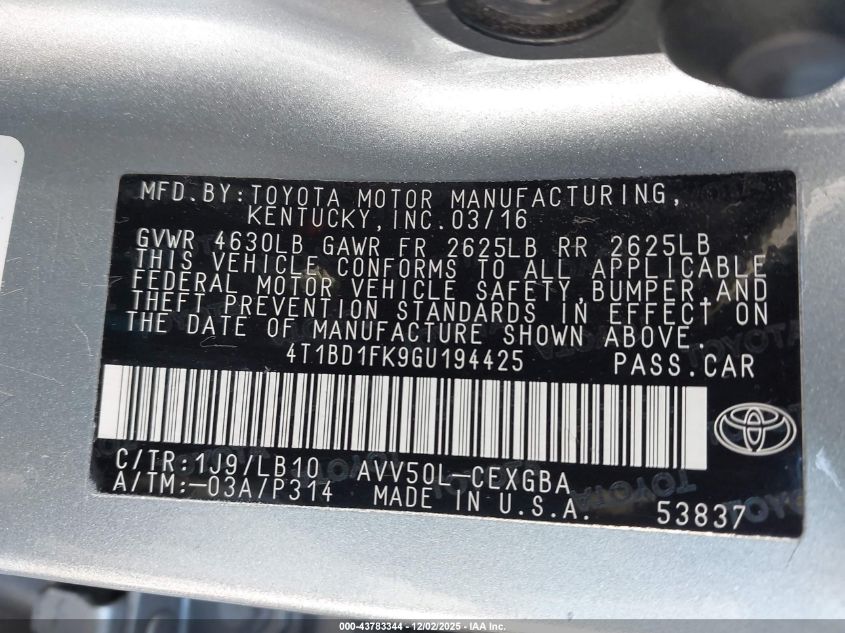 MFD.BY:TOYOTA MOTOR MANUFACTURING,
KENTUCKY,INC.03/16
GVWR 4630LB GAWR FR 2625LB RR 2625LB
THIS VEHICLE CONFORMS TO ALL APPLICABLE
FEDERAL MOTOR VEHICLE SAFETY,BUMPER,AND
THEFT PREVENTION STANDARDS IN EFFECT ON
THE DATE OF MANUFACTURE SHOWN ABOVE.
4T1BD1FK9GU194425 PASS.CAR
C/TR:1J9/LB10 AVV50L-CEXGBA
A/TM:-03A/P314 MADE IN U.S.A. 53837
000-43783344 - 12/02/2025 - IAA Inc.